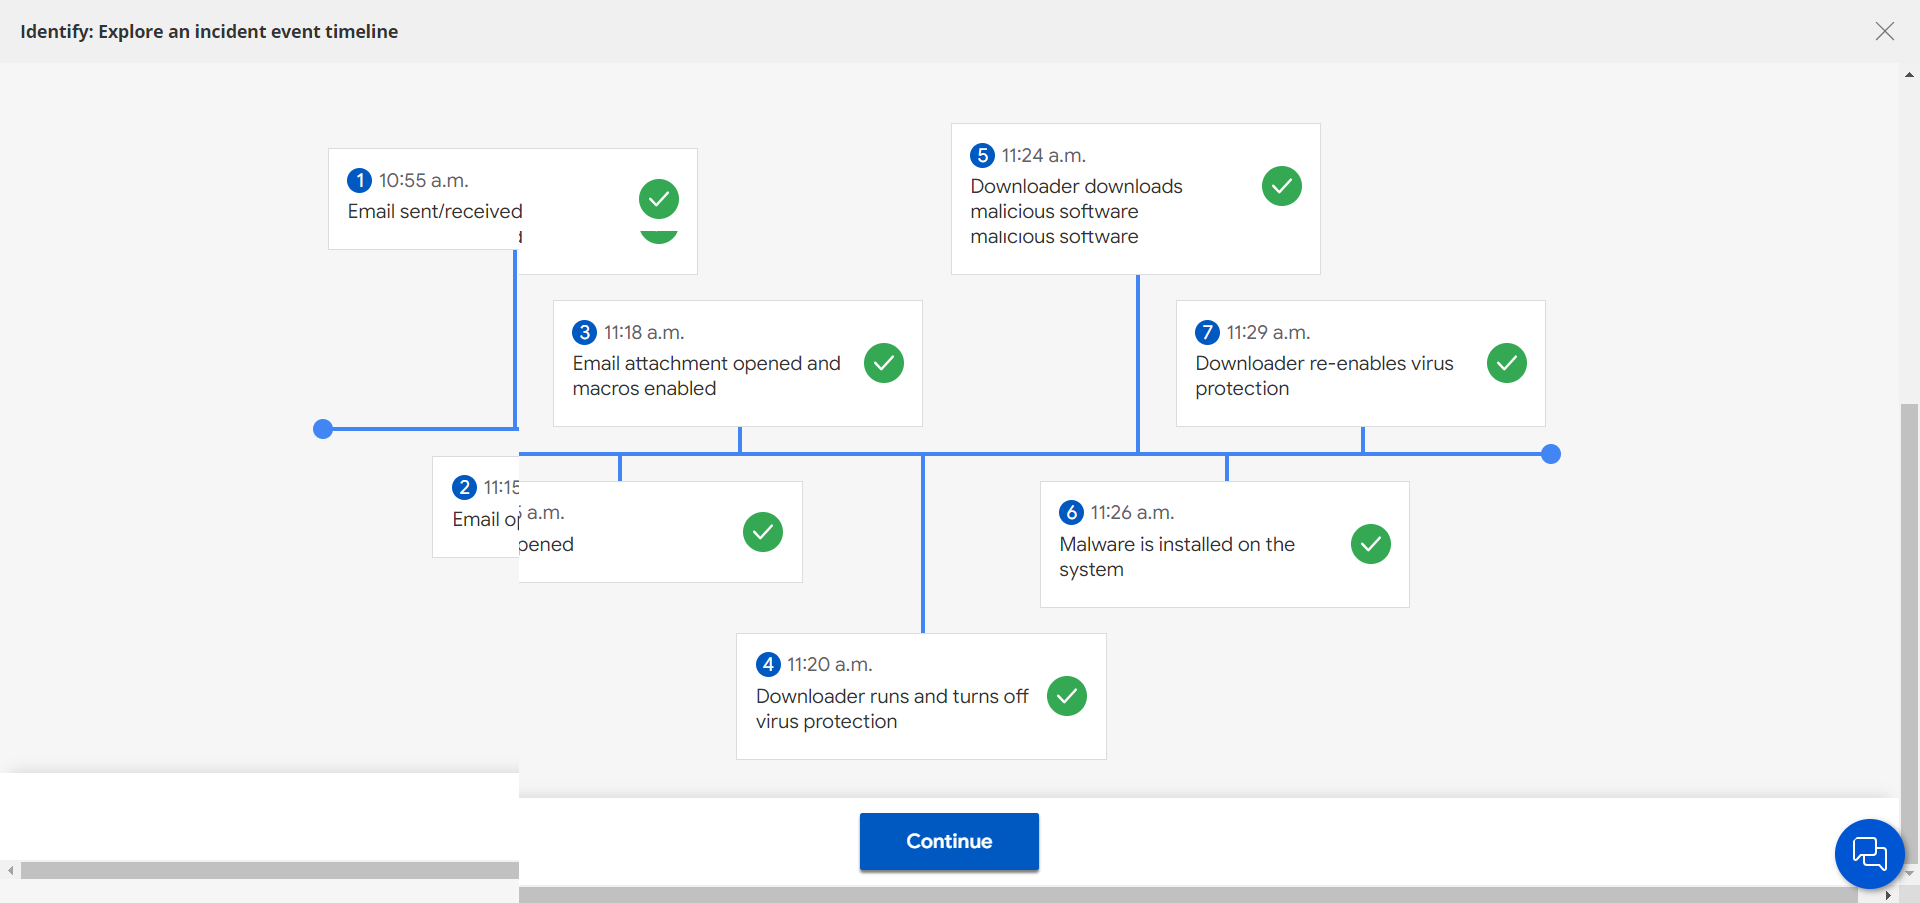 Identify: Explore an incident event timeline
1 10:55 a.m.
Email sent/received
2 11:15 a.m.
Email opened
3 11:18 a.m.
Email attachment opened and
macros enabled
4 11:20 a.m.
Downloader runs and turns off
virus protection
5 11:24 a.m.
Downloader downloads
malicious software
malicious software
6 11:26 a.m.
Malware is installed on the
system
7 11:29 a.m.
Downloader re-enables virus
protection
Continue